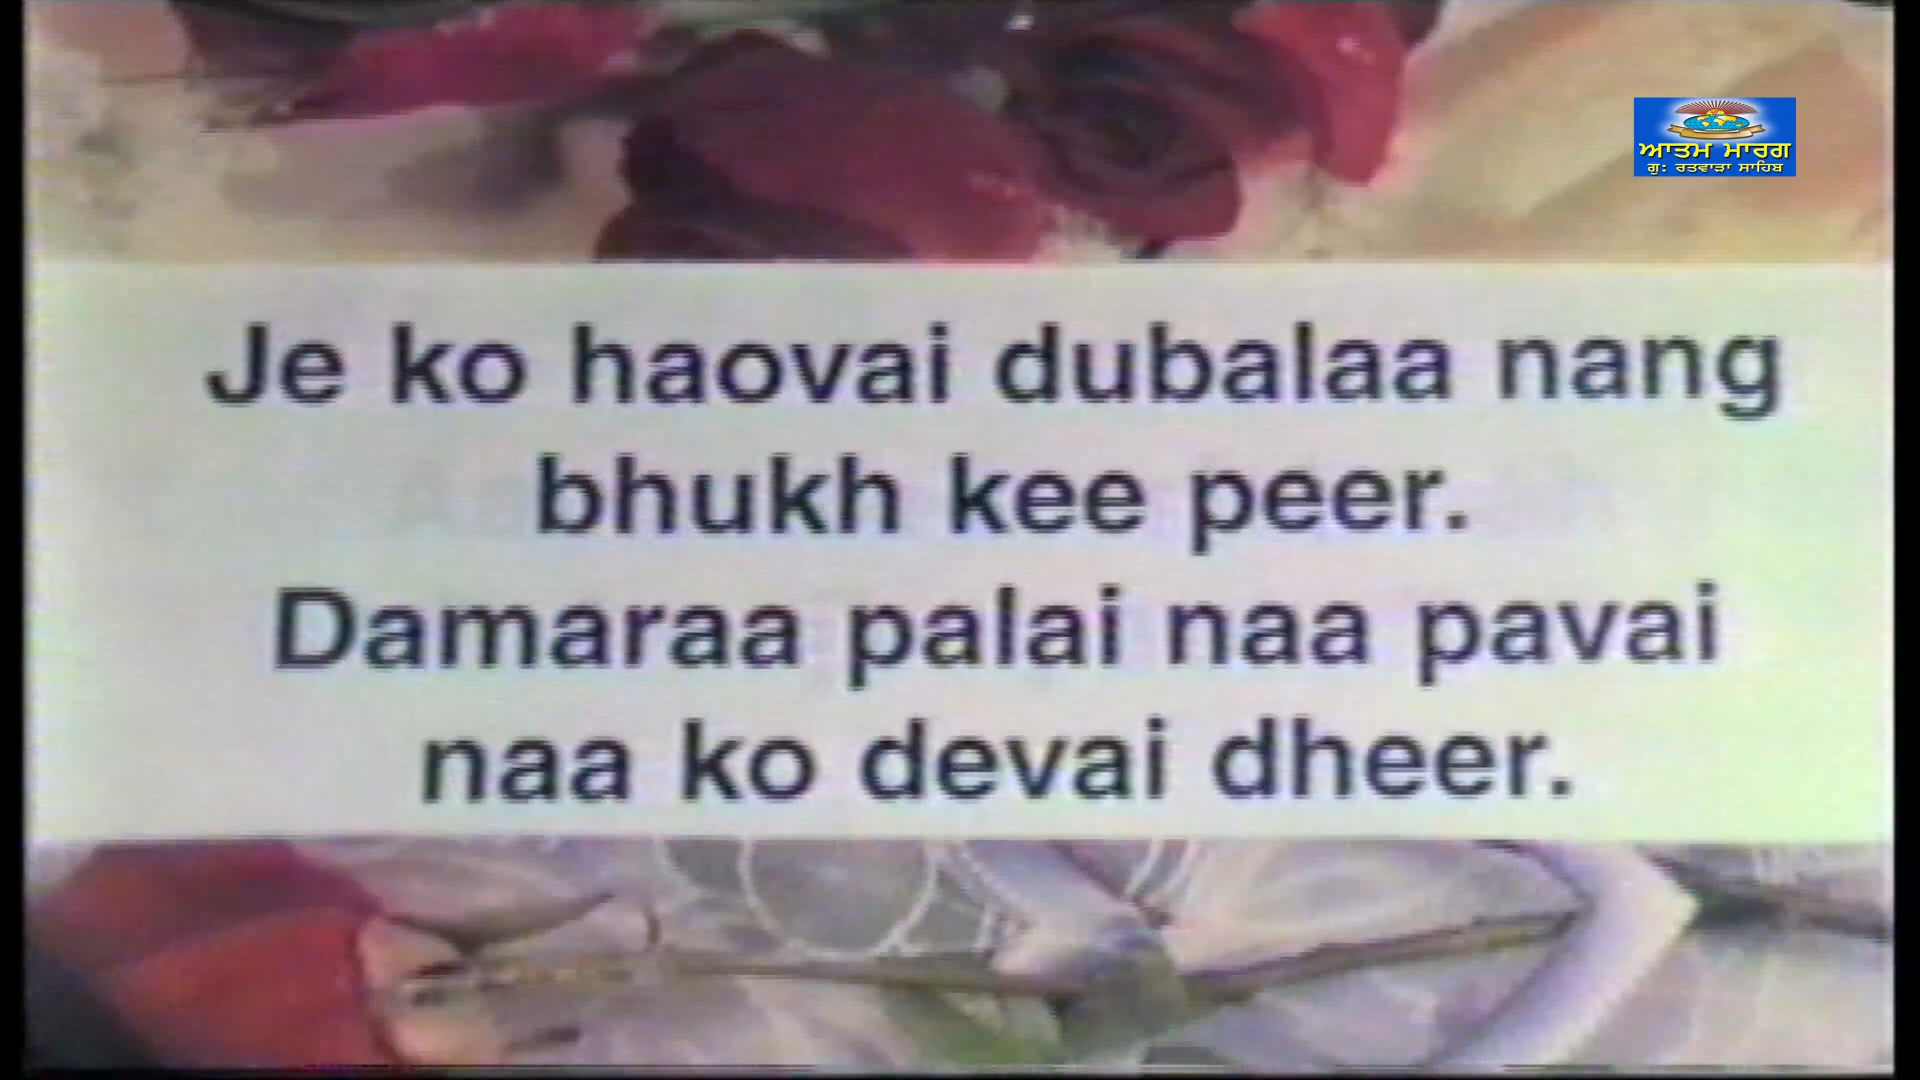 ਆਤਮ ਮਾਰਗ
ਗੁ: ਰਤਵਾੜਾ ਸਾਹਿਬ
Je ko haovai dubalaa nang
bhukh kee peer.
Damaraa palai naa pavai
naa ko devai dheer.